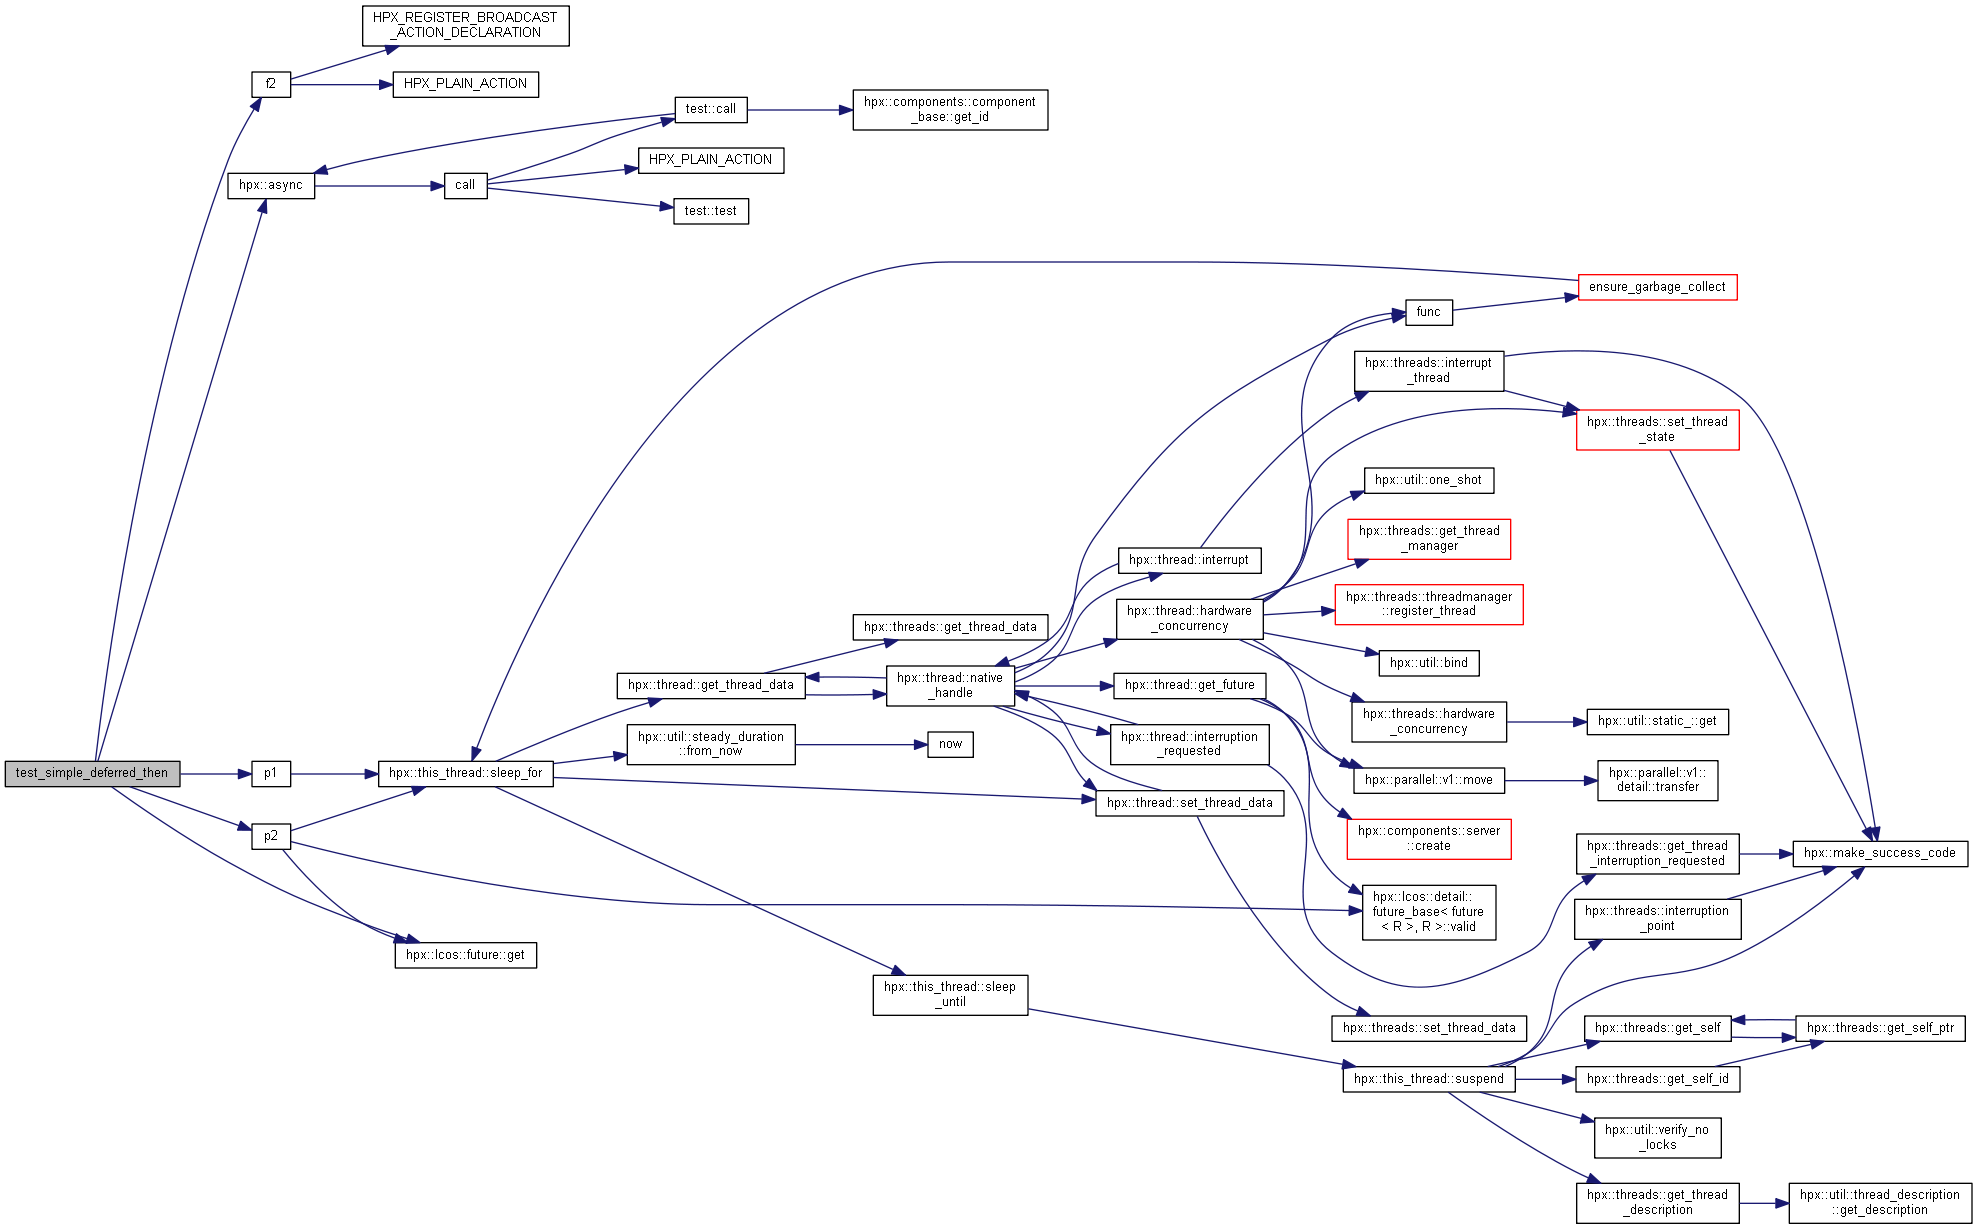 HPX_REGISTER_BROADCAST
_ACTION_DECLARATION
f2
HPX_PLAIN_ACTION
test::call
hpx::components::component
_base::get_id
HPX_PLAIN_ACTION
hpx::async
call
test::test
ensure_garbage_collect
func
hpx::threads::interrupt
_thread
hpx::threads::set_thread
_state
hpx::util::one_shot
hpx::threads::get_thread
_manager
hpx::thread::interrupt
hpx::threads::threadmanager
::register_thread
hpx::thread::hardware
_concurrency
hpx::threads::get_thread_data
hpx::util::bind
hpx::thread::get_thread_data
hpx::thread::native
_handle
hpx::thread::get_future
hpx::threads::hardware
_concurrency
hpx::util::static_::get
hpx::util::steady_duration
::from_now
now
hpx::thread::interruption
_requested
test_simple_deferred_then
p1
hpx::this_thread::sleep_for
hpx::parallel::v1::move
hpx::parallel::v1::
detail::transfer
hpx::thread::set_thread_data
p2
hpx::components::server
::create
hpx::threads::get_thread
_interruption_requested
hpx::make_success_code
hpx::lcos::detail::
future_base< future
< R >, R >::valid
hpx::threads::interruption
_point
hpx::lcos::future::get
hpx::this_thread::sleep
_until
hpx::threads::set_thread_data
hpx::threads::get_self
hpx::threads::get_self_ptr
hpx::this_thread::suspend
hpx::threads::get_self_id
hpx::util::verify_no
_locks
hpx::threads::get_thread
_description
hpx::util::thread_description
::get_description